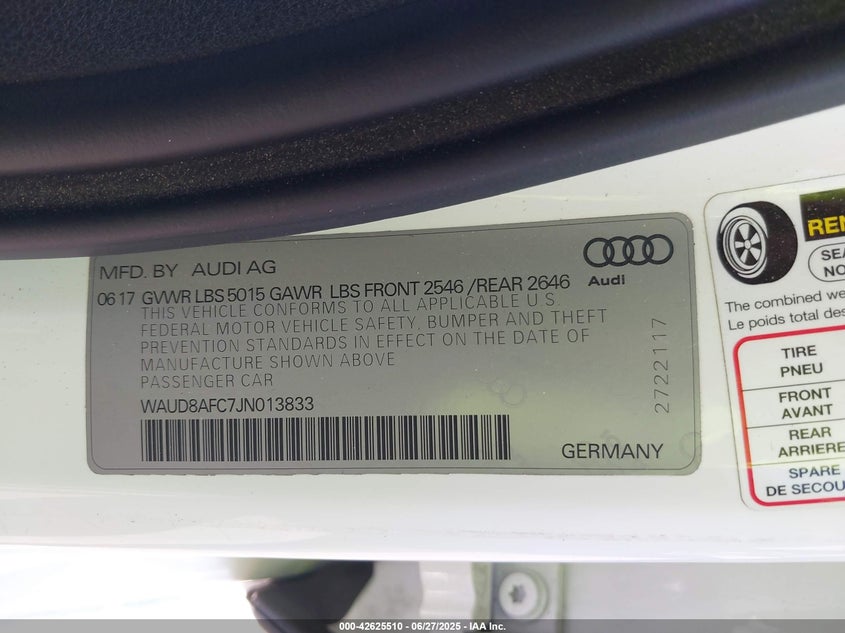 MFD. BY AUDI AG
Audi
06 17 GVWR LBS 5015 GAWR LBS FRONT 2546 /REAR 2646
THIS VEHICLE CONFORMS TO ALL APPLICABLE U S
FEDERAL MOTOR VEHICLE SAFETY, BUMPER AND THEFT
PREVENTION STANDARDS IN EFFECT ON THE DATE OF
MANUFACTURE SHOWN ABOVE
PASSENGER CAR
WAUD8AFC7JN013833
GERMANY
2722117
REN
SEA
NO
The combined we
Le poids total des
TIRE
PNEU
FRONT
AVANT
REAR
ARRIERE
SPARE
DE SECOU
000-42625510 - 06/27/2025 - IAA Inc.